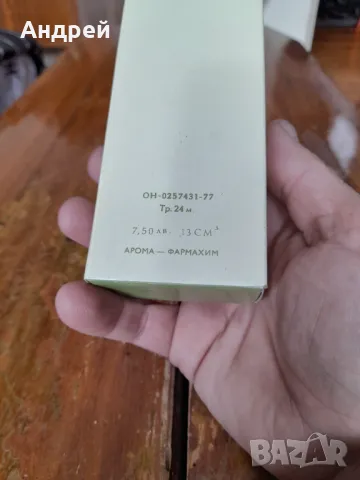 Андрей
ОН-0257431-77
Тр. 24 м
7,50 лв. 33 СМ³
АРОМА — ФАРМАХИМ
BAZAR